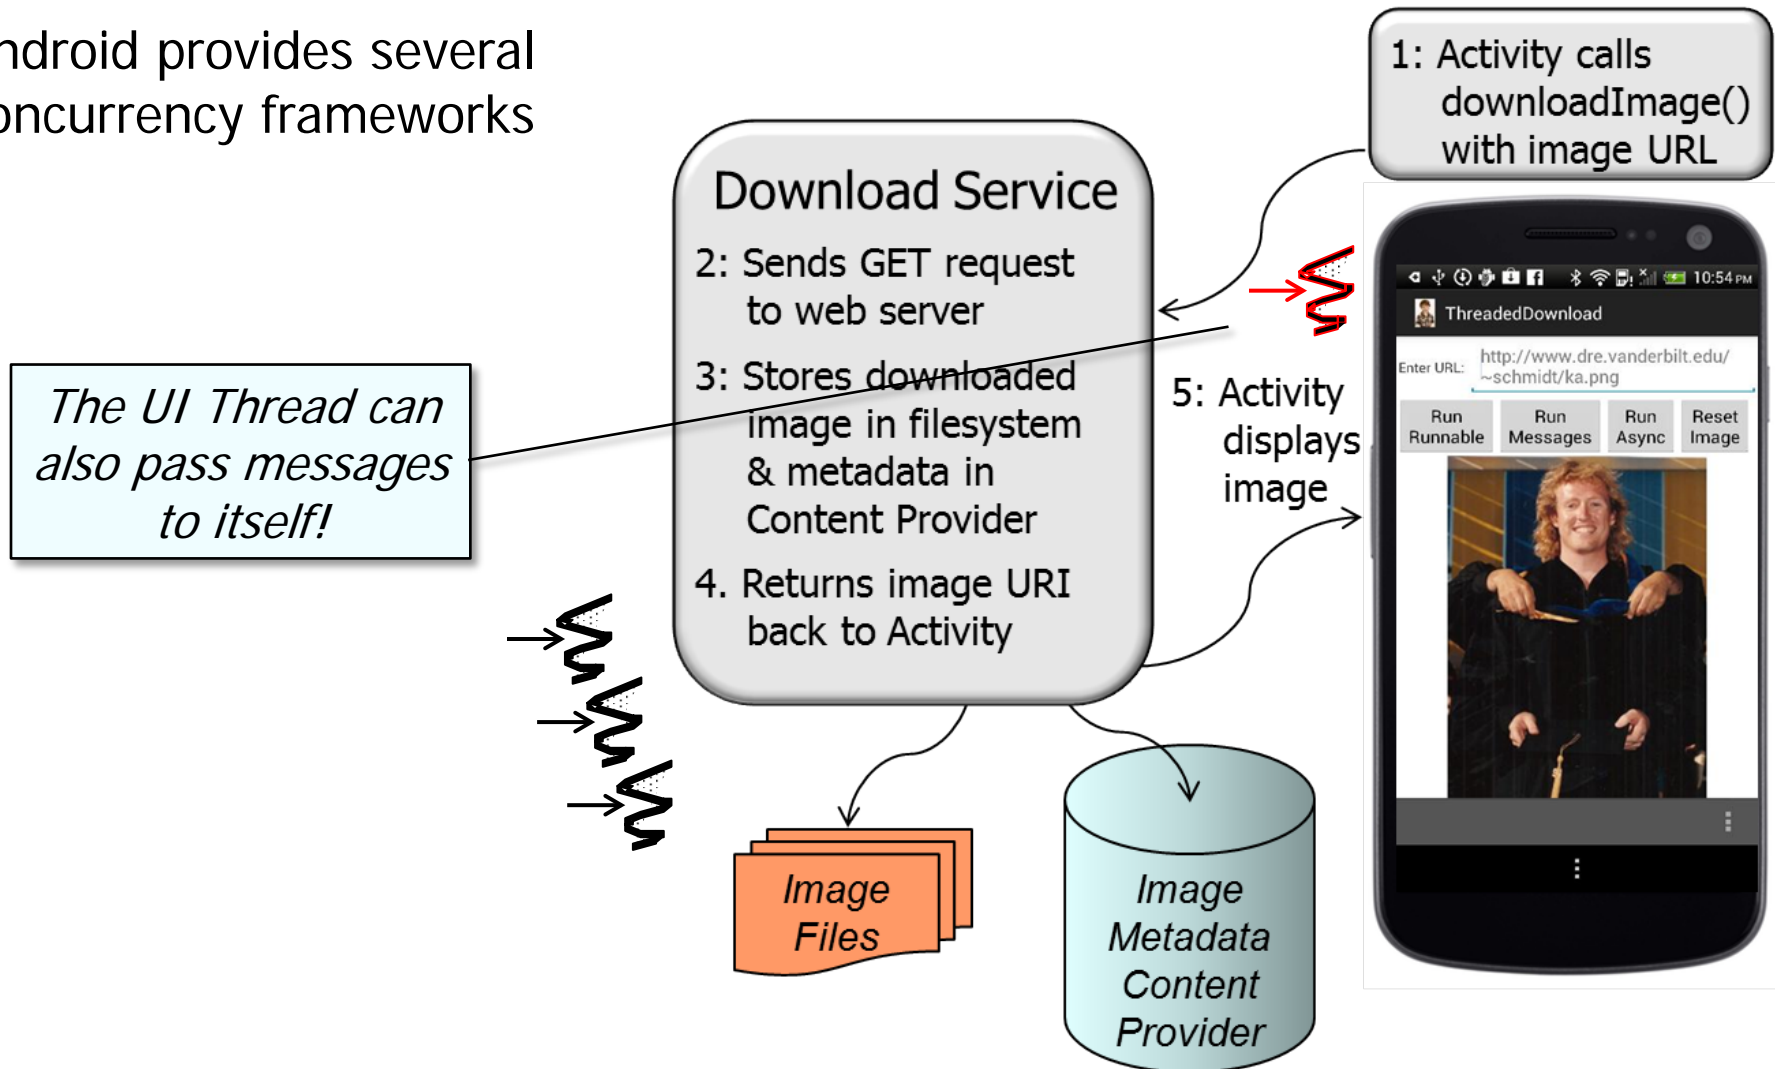 ndroid provides several
oncurrency frameworks
1: Activity calls
downloadImage()
with image URL
Download Service
2: Sends GET request
to web server
3: Stores downloaded
image in filesystem
& metadata in
Content Provider
4. Returns image URI
back to Activity
The UI Thread can
also pass messages
to itself!
5: Activity
displays
image
10:54 PM
ThreadedDownload
Enter URL:
http://www.dre.vanderbilt.edu/
~schmidt/ka.png
Run
Runnable
Run
Messages
Run
Async
Reset
Image
Image
Files
Image
Metadata
Content
Provider